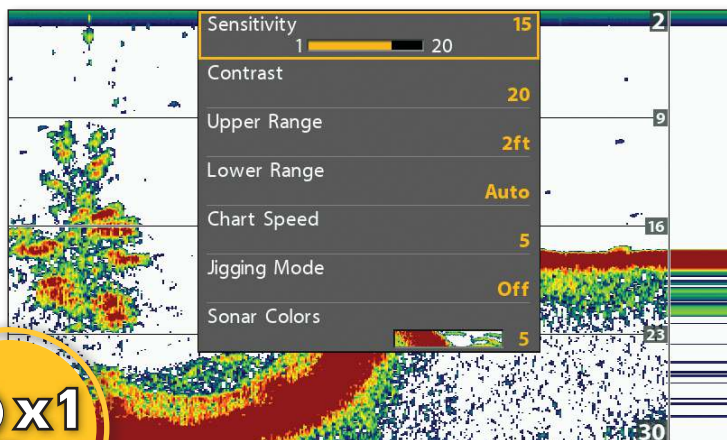 Sensitivity 15
1 20
Contrast
20
Upper Range
2ft
Lower Range
Auto
Chart Speed
5
Jigging Mode
Off
Sonar Colors
5
2
9
16
23
30
x1